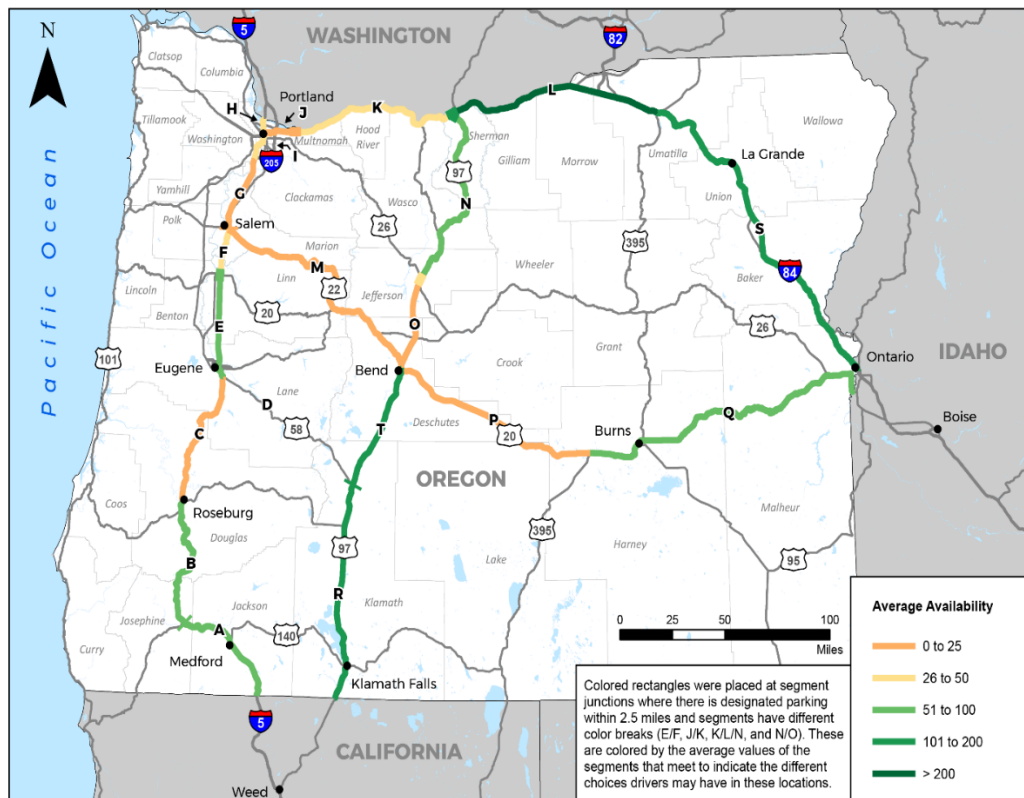 N
5
WASHINGTON
82
Clatsop
Columbia
Portland
H
J
K
L
Tillamook
Washington
Multnomah
Hood
River
Sherman
Gilliam
Morrow
Umatilla
Wallowa
I
205
97
La Grande
Union
Yamhill
Clackamas
G
Wasco
N
Polk
Salem
26
S
F
Marion
395
84
M
Wheeler
Baker
Linn
22
Jefferson
Lincoln
Benton
20
E
O
26
Grant
Ontario
IDAHO
101
Crook
Eugene
Bend
Lane
D
58
C
T
Deschutes
P
20
Burns
Q
Boise
OREGON
Coos
Roseburg
Malheur
Douglas
97
Lake
395
Harney
95
B
R
Klamath
Josephine
Jackson
A
140
Curry
Medford
Klamath Falls
Pacific Ocean
5
CALIFORNIA
Weed
0 50 100
Miles
Colored rectangles were placed at segment
junctions where there is designated parking
within 2.5 miles and segments have different
color breaks (E/F, J/K, K/L/N, and N/O). These
are colored by the average values of the
segments that meet to indicate the different
choices drivers may have in these locations.
Average Availability
0 to 25
26 to 50
51 to 100
101 to 200
> 200